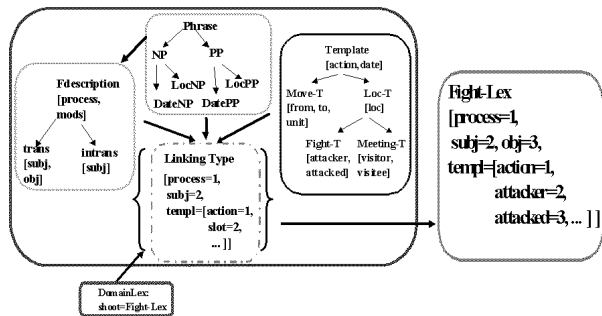 Phrase
NP PP
LocNP LocPP
DateNP DatePP
Fdescription
[process,
mods]
trans
[subj,
obj]
intrans
[subj]
Template
[action,date]
Move-T
[from, to,
unit]
Loc-T
[loc]
Fight-T
[attacker,
attacked]
Meeting-T
[visitor,
visitee]
Linking Type
[process=1,
subj=2,
templ=[action=1,
slot=2,
... ]]
DomainLex:
shoot=Fight-Lex
Fight-Lex
[process=1,
subj=2, obj=3,
templ=[action=1,
attacker=2,
attacked=3, ... ] ]